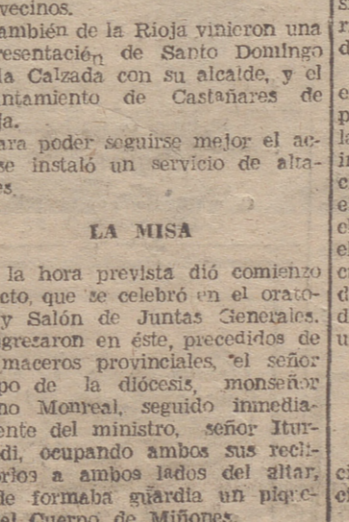 vecinos.
ambién de la Rioja vinieron una
resentación de Santo Domingo
la Calzada con su alcalde, y el
ntamiento de Castañares de
ja.
ara poder seguirse mejor el ac-
se instaló un servicio de alta-
es
LA MISA
la hora prevista dió comienzo
cto, que se celebró en el orato-
y Salón de Juntas Generales.
gresaron en éste, precedidos de
maceros provinciales, el señor
po de la diócesis, monseñor
no Monreal, seguido inmedia-
ente del ministro, señor Itur-
di, ocupando ambos sus recli-
orios a ambos lados del altar,
de formaba guardia un pique-
el Cuerpo de Miñones.